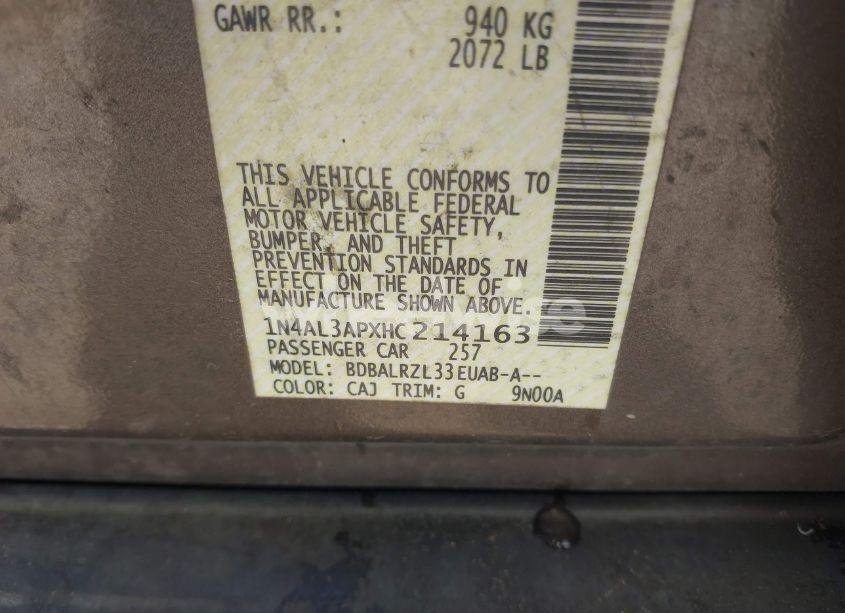 GAWR RR.: 940 KG
2072 LB
THIS VEHICLE CONFORMS TO
ALL APPLICABLE FEDERAL
MOTOR VEHICLE SAFETY,
BUMPER, AND THEFT
PREVENTION STANDARDS IN
EFFECT ON THE DATE OF
MANUFACTURE SHOWN ABOVE.
1N4AL3APXHC214163
PASSENGER CAR 257
MODEL: BDBALRZL33EUAB-A--
COLOR: CAJ TRIM: G 9N00A